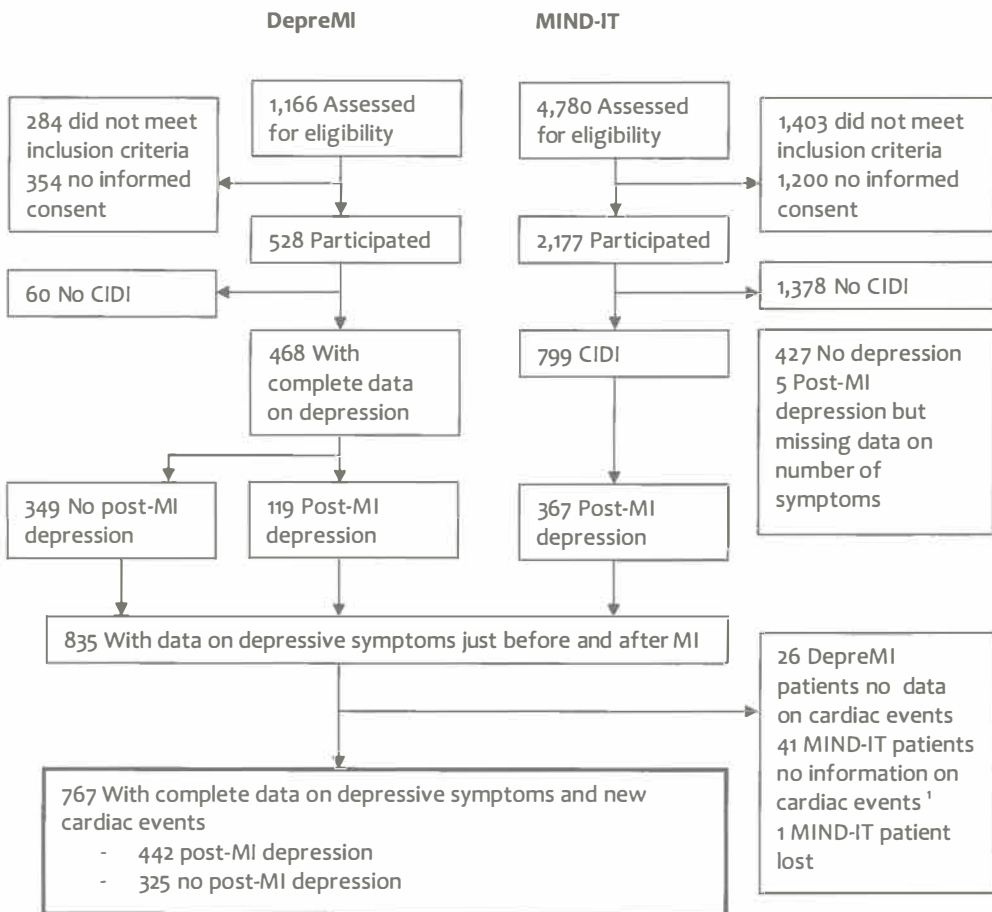 DepreMI
MIND-IT
1,166 Assessed
for eligibility
4,780 Assessed
for eligibility
284 did not meet
inclusion criteria
354 no informed
consent
1,403 did not meet
inclusion criteria
1,200 no informed
consent
528 Participated
2,177 Participated
60 No CIDI
1,378 No CIDI
468 With
complete data
on depression
799 CIDI
427 No depression
5 Post-MI
depression but
missing data on
number of
symptoms
349 No post-MI
depression
119 Post-MI
depression
367 Post-MI
depression
835 With data on depressive symptoms just before and after MI
26 DepreMI
patients no data
on cardiac events
41 MIND-IT patients
no information on
cardiac events ¹
1 MIND-IT patient
lost
767 With complete data on depressive symptoms and new
cardiac events
- 442 post-MI depression
- 325 no post-MI depression